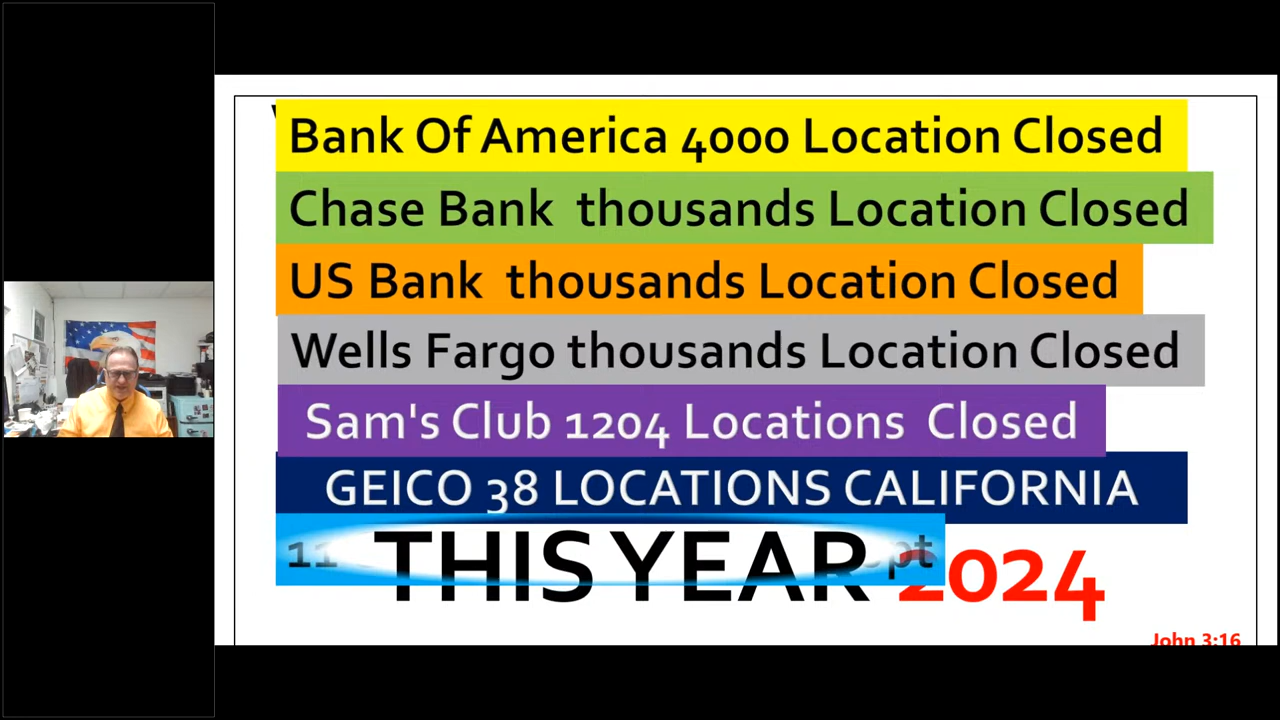 Bank Of America 4000 Location Closed
Chase Bank thousands Location Closed
US Bank thousands Location Closed
Wells Fargo thousands Location Closed
Sam's Club 1204 Locations Closed
GEICO 38 LOCATIONS CALIFORNIA
THIS YEAR 2024
John 3:16